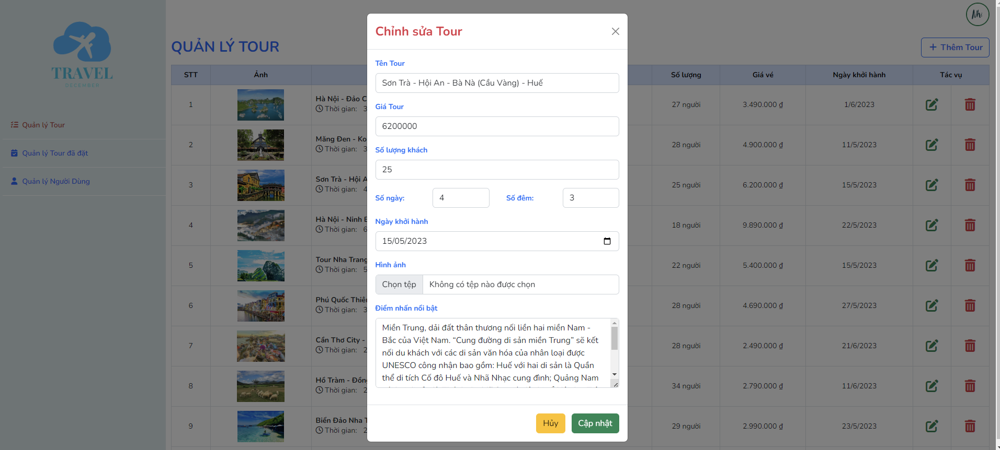 TRAVEL
DECEMBER
Quản lý Tour
Quản lý Tour đã đặt
Quản lý Người Dùng
Nhi
QUẢN LÝ TOUR
+ Thêm Tour
STT Ảnh Số lượng Giá vé Ngày khởi hành Tác vụ
1 Hà Nội - Đảo C 27 người 3.490.000 ₫ 1/6/2023
Thời gian: 3
2 Măng Đen - Ko 28 người 4.900.000 ₫ 11/5/2023
Thời gian: 3
3 Sơn Trà - Hội A 25 người 6.200.000 ₫ 15/5/2023
Thời gian: 4
4 Hà Nội - Ninh B 18 người 9.890.000 ₫ 22/5/2023
Thời gian: 6
5 Tour Nha Trang 22 người 5.400.000 ₫ 15/5/2023
Thời gian: 5
6 Phú Quốc Thiên 28 người 4.690.000 ₫ 27/5/2023
Thời gian: 3
7 Cần Thơ City - 28 người 2.490.000 ₫ 21/6/2023
Thời gian: 2
8 Hồ Tràm - Đồng 34 người 2.790.000 ₫ 11/6/2023
Thời gian: 2
9 Biển Đảo Nha T 29 người 2.990.000 ₫ 23/5/2023
Thời gian: 2
Chỉnh sửa Tour
Tên Tour
Sơn Trà - Hội An - Bà Nà (Cầu Vàng) - Huế
Giá Tour
6200000
Số lượng khách
25
Số ngày: 4 Số đêm: 3
Ngày khởi hành
15/05/2023
Hình ảnh
Chọn tệp Không có tệp nào được chọn
Điểm nhấn nổi bật
Miền Trung, dải đất thân thương nối liền hai miền Nam -
Bắc của Việt Nam. “Cung đường di sản miền Trung” sẽ kết
nối du khách với các di sản văn hóa của nhân loại được
UNESCO công nhận bao gồm: Huế với hai di sản là Quần
thể di tích Cố đô Huế và Nhã Nhạc cung đình; Quảng Nam
Hủy Cập nhật